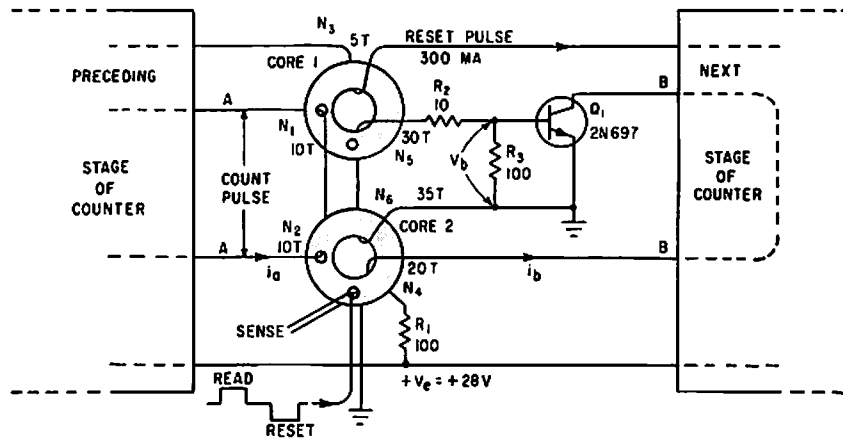 N3
5T
CORE 1
RESET PULSE
300 MA
PRECEDING
NEXT
A
B
R2
10
Q1
2N697
N1
10T
30T
N5
Vb
R3
100
STAGE
OF
COUNTER
COUNT
PULSE
STAGE
OF
COUNTER
N6
35T
N2
10T
CORE 2
A
ia
20T
ib
B
N4
SENSE
R1
100
READ
RESET
+Ve = +28V